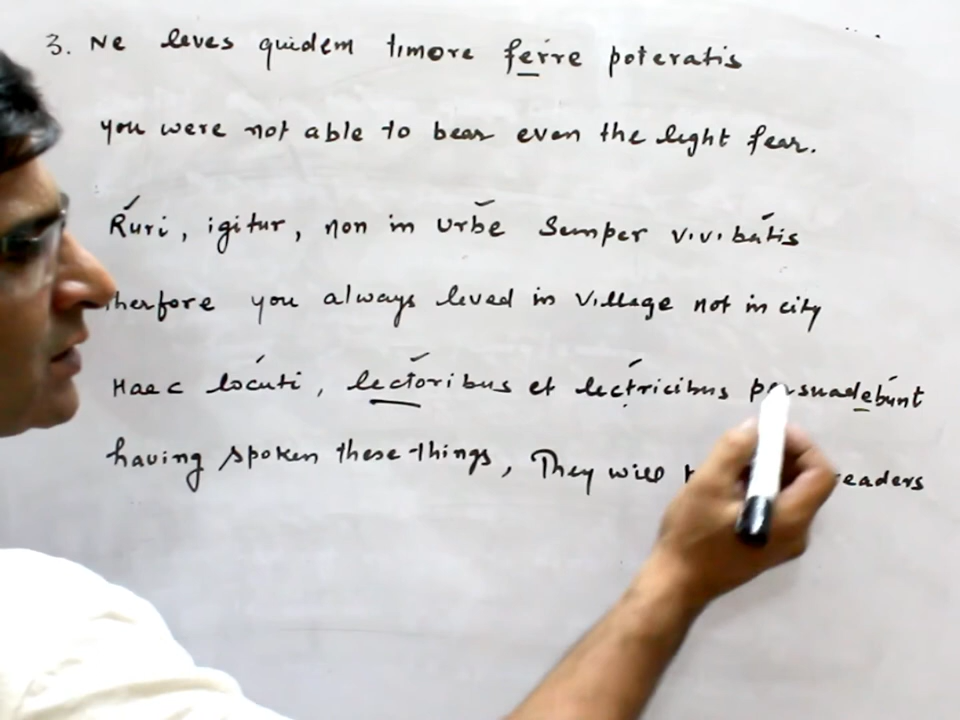 3. Ne leves quidem timore ferre poteratis
you were not able to bear even the light fear.
Ruri, igitur, non in urbe Semper vivibatis
herfore you always lived in village not in city
Haec locuti, lectoribus et lectricibus persuadebunt
having spoken these things, They will readers